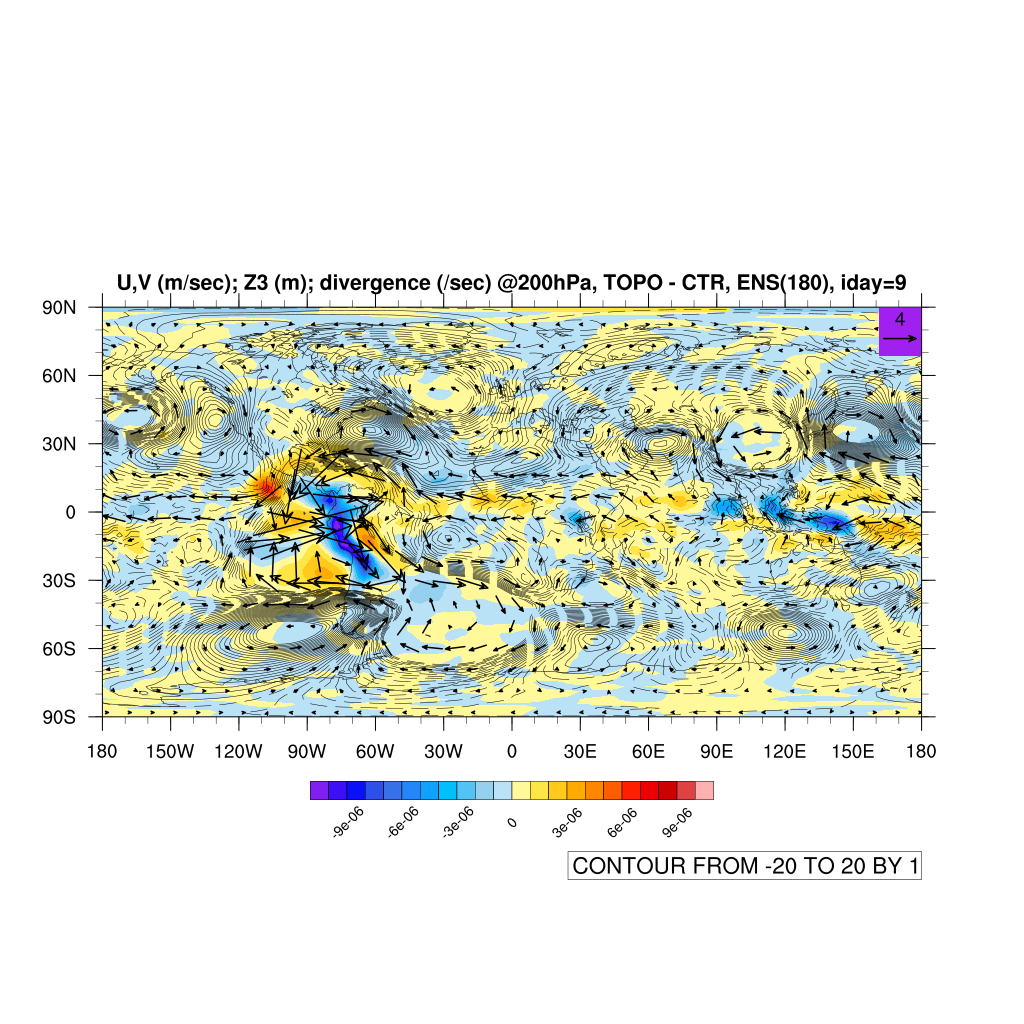 U,V (m/sec); Z3 (m); divergence (/sec) @200hPa, TOPO - CTR, ENS(180), iday=9
4
90N
60N
30N
0
30S
60S
90S
180 150W 120W 90W 60W 30W 0 30E 60E 90E 120E 150E 180
-9e-06 -6e-06 -3e-06 0 3e-06 6e-06 9e-06
CONTOUR FROM -20 TO 20 BY 1